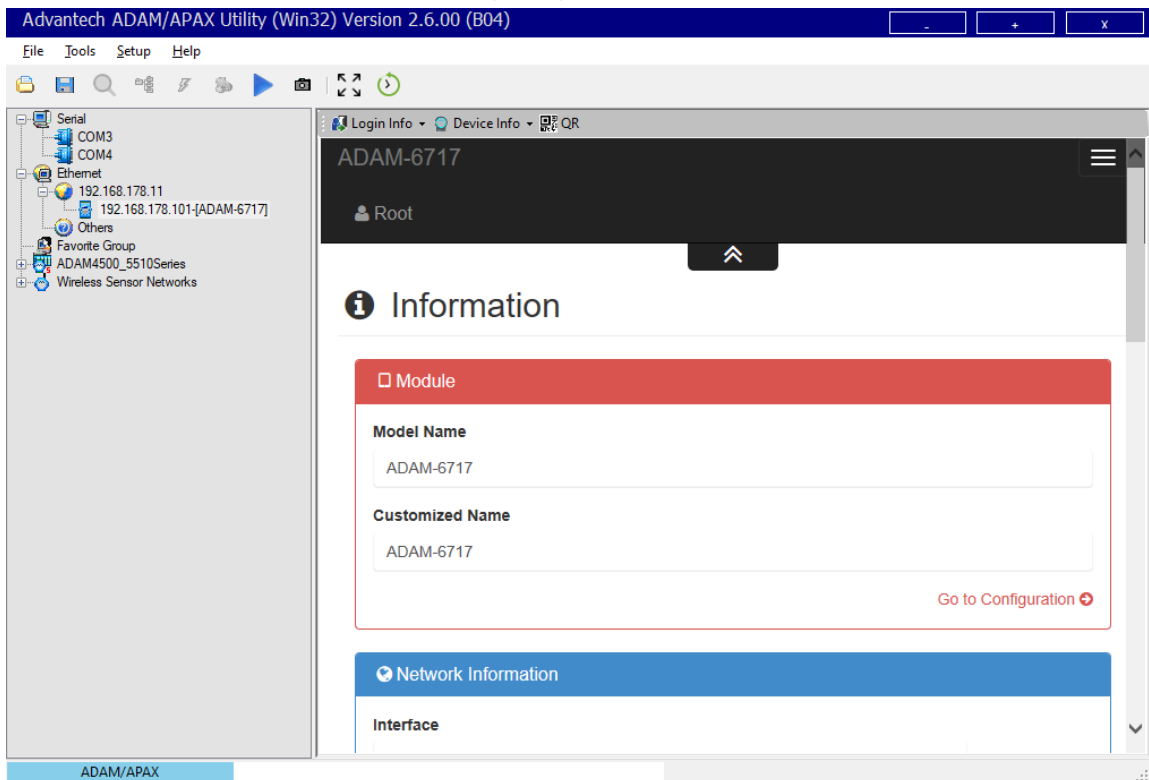 Advantech ADAM/APAX Utility (Win32) Version 2.6.00 (B04)
- + x
File Tools Setup Help
Serial
COM3
COM4
Ethernet
192.168.178.11
192.168.178.101-[ADAM-6717]
Others
Favorite Group
ADAM4500_5510Series
Wireless Sensor Networks
Login Info Device Info QR
ADAM-6717
Root
Information
Module
Model Name
ADAM-6717
Customized Name
ADAM-6717
Go to Configuration
Network Information
Interface
ADAM/APAX